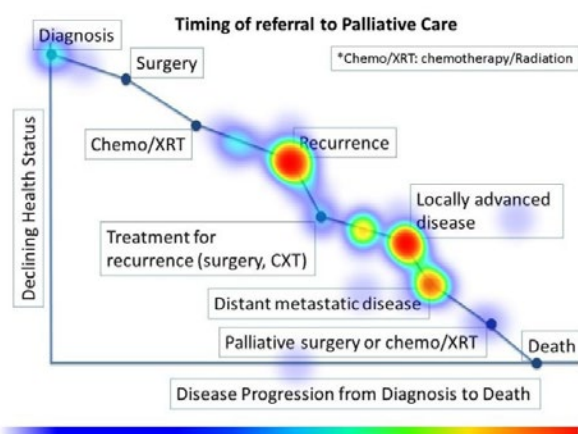 Timing of referral to Palliative Care
Diagnosis
Surgery
*Chemo/XRT: chemotherapy/Radiation
Chemo/XRT
Recurrence
Declining Health Status
Locally advanced
disease
Treatment for
recurrence (surgery, CXT)
Distant metastatic disease
Palliative surgery or chemo/XRT
Death
Disease Progression from Diagnosis to Death